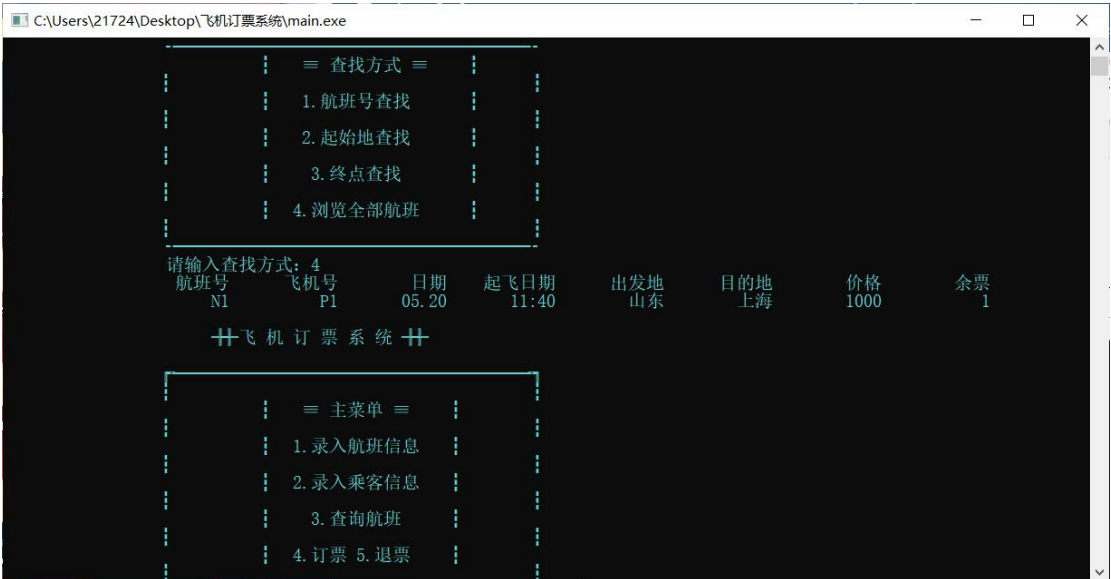 C:\Users\21724\Desktop\飞机订票系统\main.exe
═ 查找方式 ═
1.航班号查找
2.起始地查找
3.终点查找
4.浏览全部航班
请输入查找方式：4
航班号 飞机号 日期 起飞日期 出发地 目的地 价格 余票
N1 P1 05.20 11:40 山东 上海 1000 1
╫╫飞 机 订 票 系 统 ╫╫
═ 主菜单 ═
1.录入航班信息
2.录入乘客信息
3.查询航班
4.订票 5.退票